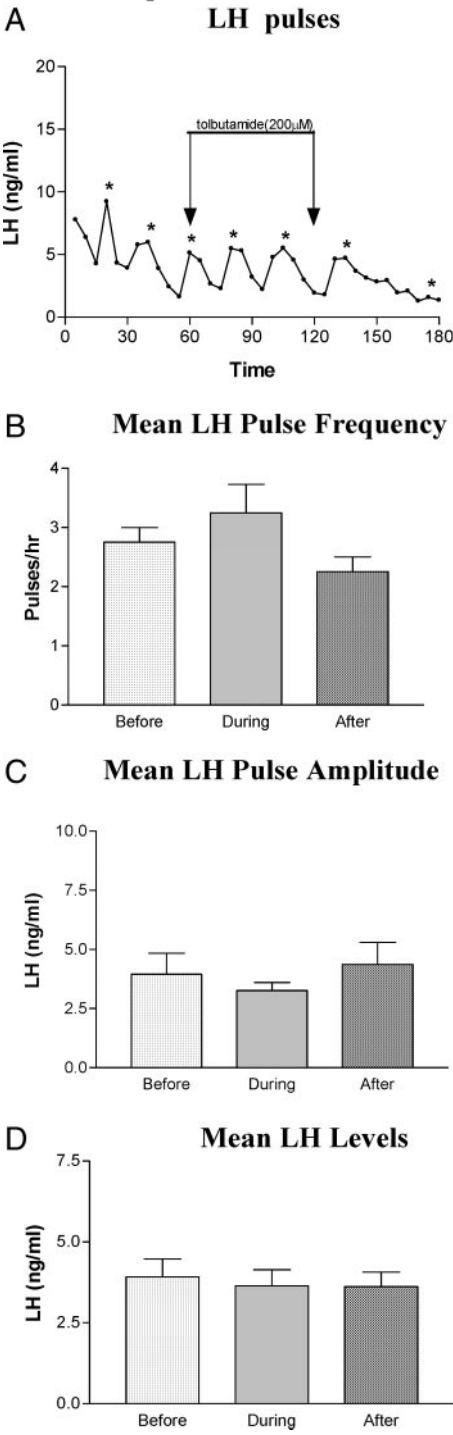 A
LH pulses
20
15
10
5
0
LH (ng/ml)
tolbutamide(200µM)
*
*
*
*
*
*
*
0 30 60 90 120 150 180
Time
B
Mean LH Pulse Frequency
4
3
2
1
0
Pulses/hr
Before During After
C
Mean LH Pulse Amplitude
10.0
7.5
5.0
2.5
0.0
LH (ng/ml)
Before During After
D
Mean LH Levels
7.5
5.0
2.5
0.0
LH (ng/ml)
Before During After